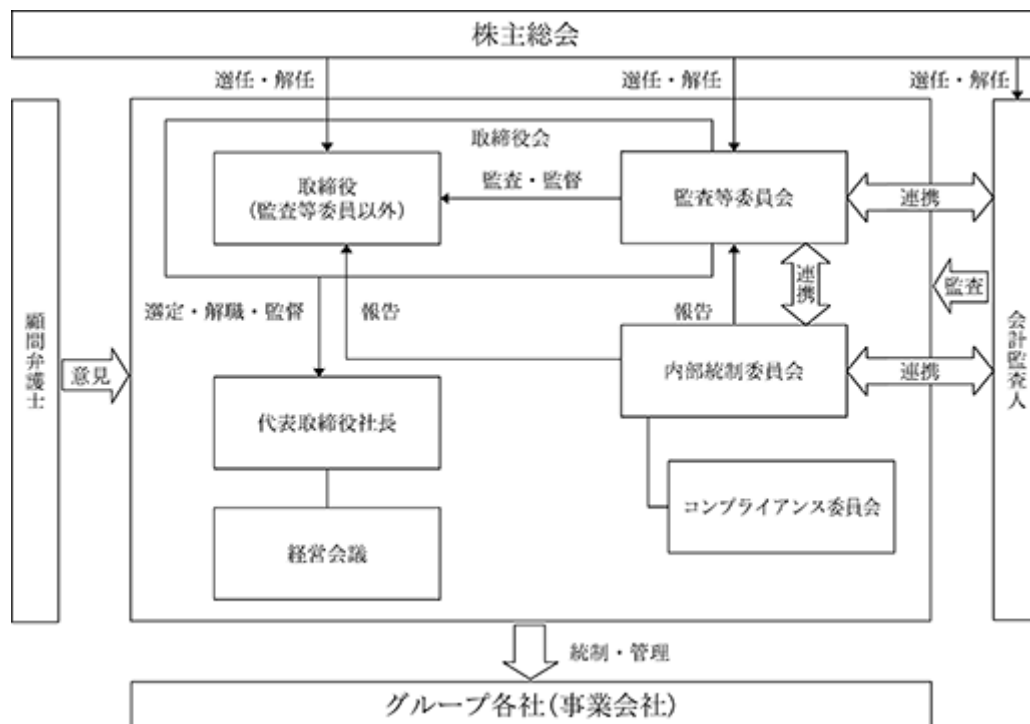 株主総会
選任・解任
選任・解任
選任・解任
取締役会
取締役
(監査等委員以外)
監査・監督
監査等委員会
連携
連携
監査
選定・解職・監督
報告
報告
顧問弁護士
意見
代表取締役社長
内部統制委員会
連携
会計監査人
コンプライアンス委員会
経営会議
統制・管理
グループ各社(事業会社)